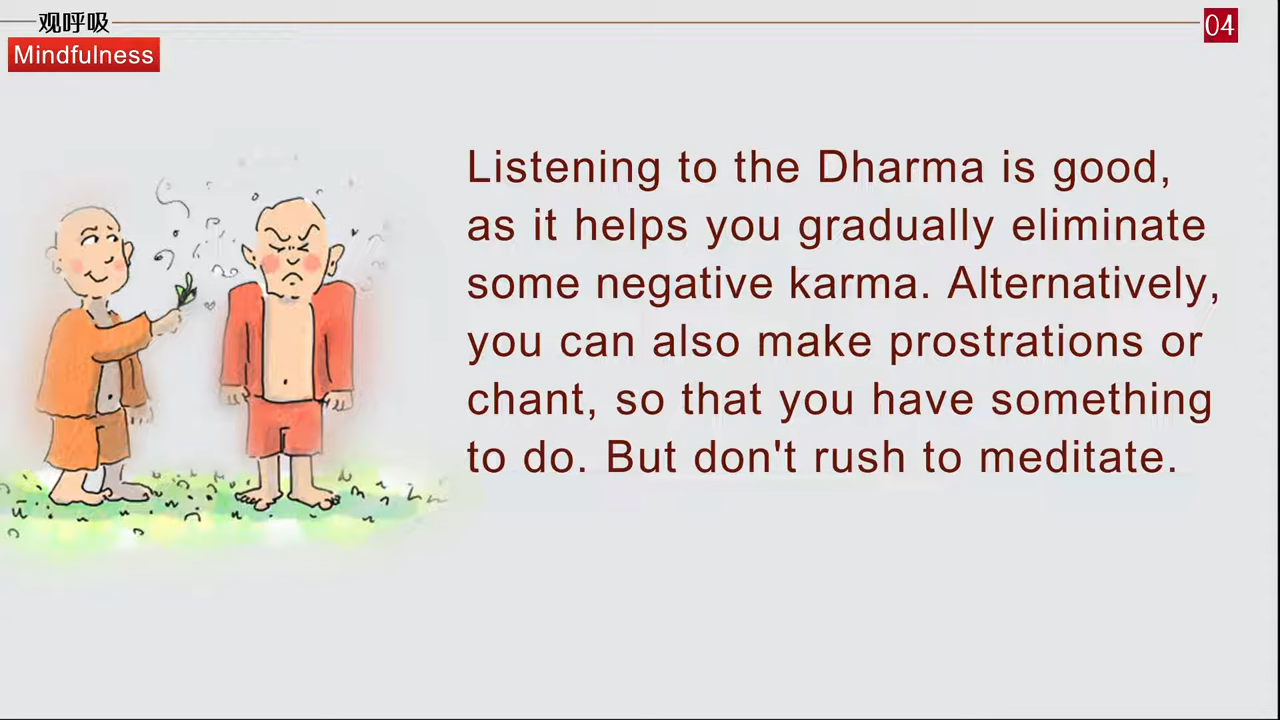 观呼吸
04
Mindfulness
Listening to the Dharma is good,
as it helps you gradually eliminate
some negative karma. Alternatively,
you can also make prostrations or
chant, so that you have something
to do. But don't rush to meditate.